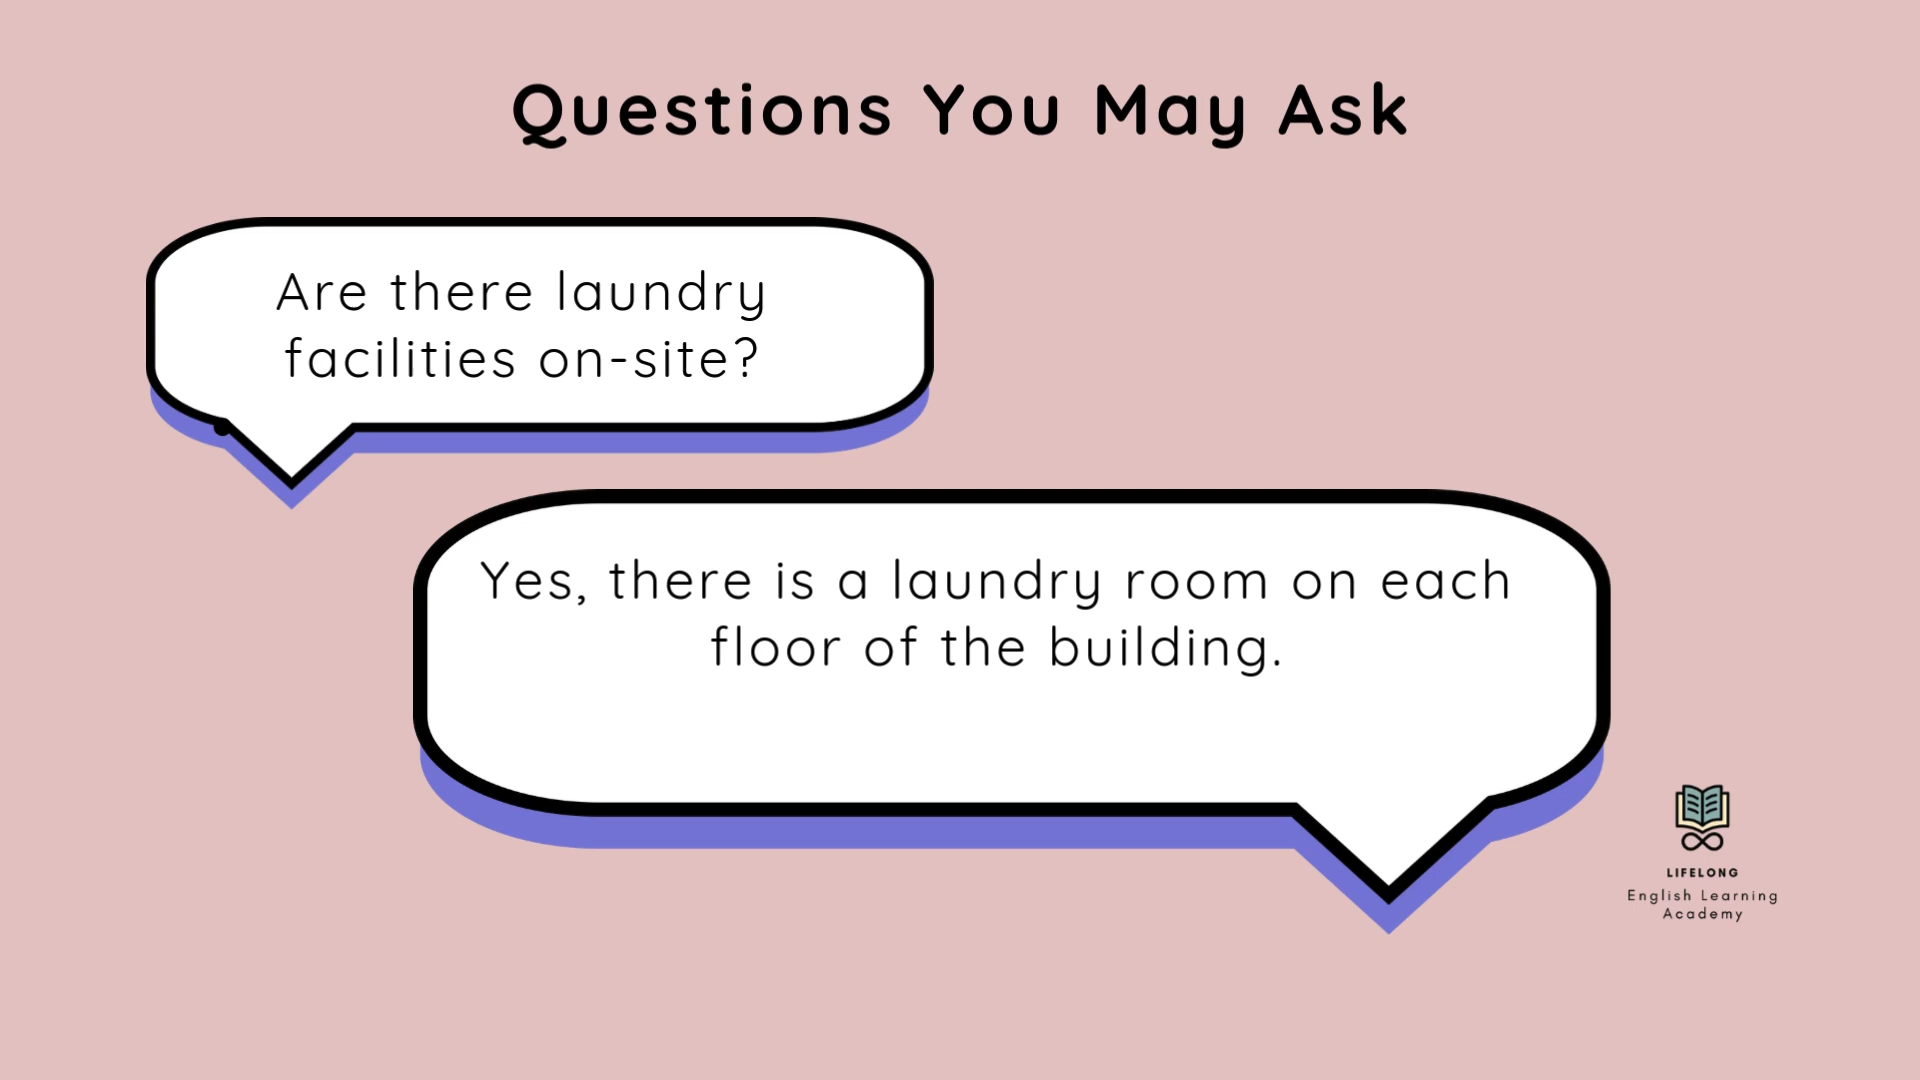 Questions You May Ask
Are there laundry
facilities on-site?
Yes, there is a laundry room on each
floor of the building.
LIFELONG
English Learning
Academy